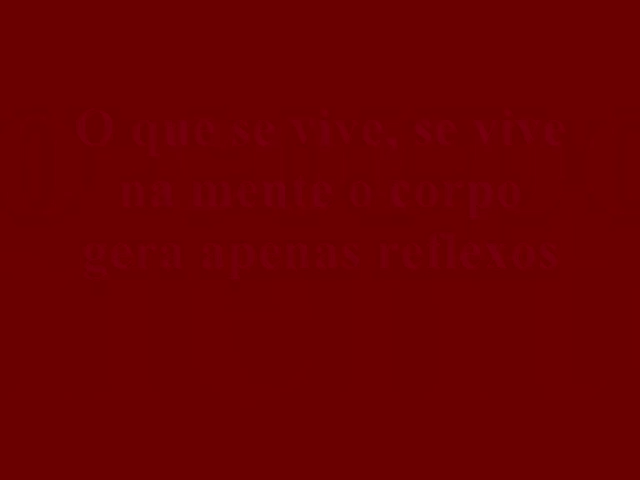 O que se vive, se vive
na mente o corpo
gera apenas reflexos